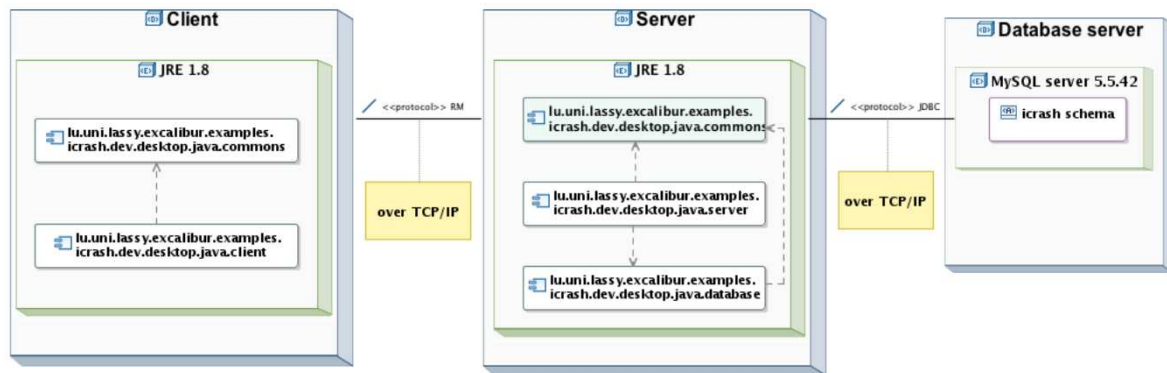 Client
JRE 1.8
lu.uni.lassy.excalibur.examples.
icrash.dev.desktop.java.commons
lu.uni.lassy.excalibur.examples.
icrash.dev.desktop.java.client
<<protocol>> RM
over TCP/IP
Server
JRE 1.8
lu.uni.lassy.excalibur.examples.
icrash.dev.desktop.java.commons
lu.uni.lassy.excalibur.examples.
icrash.dev.desktop.java.server
lu.uni.lassy.excalibur.examples.
icrash.dev.desktop.java.database
<<protocol>> JDBC
over TCP/IP
Database server
MySQL server 5.5.42
icrash schema